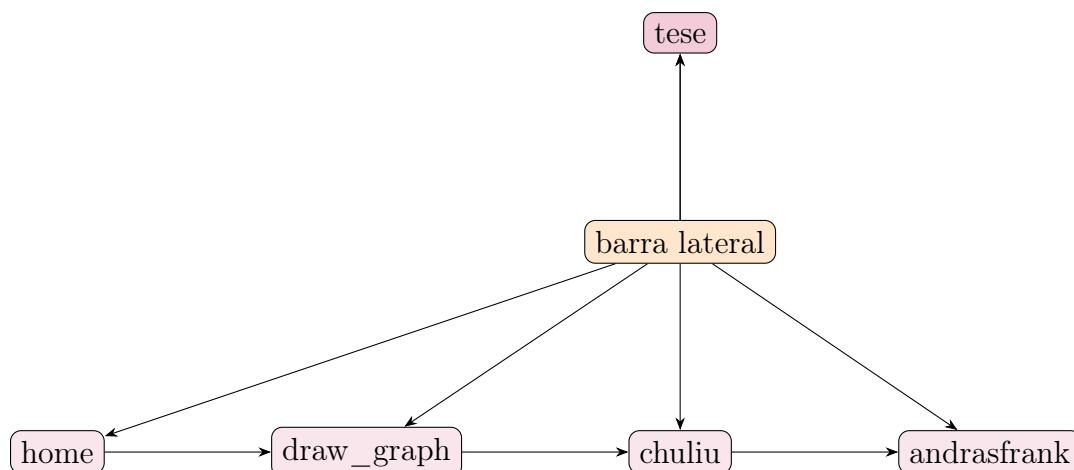 tese
barra lateral
home
draw_graph
chuliu
andrasfrank